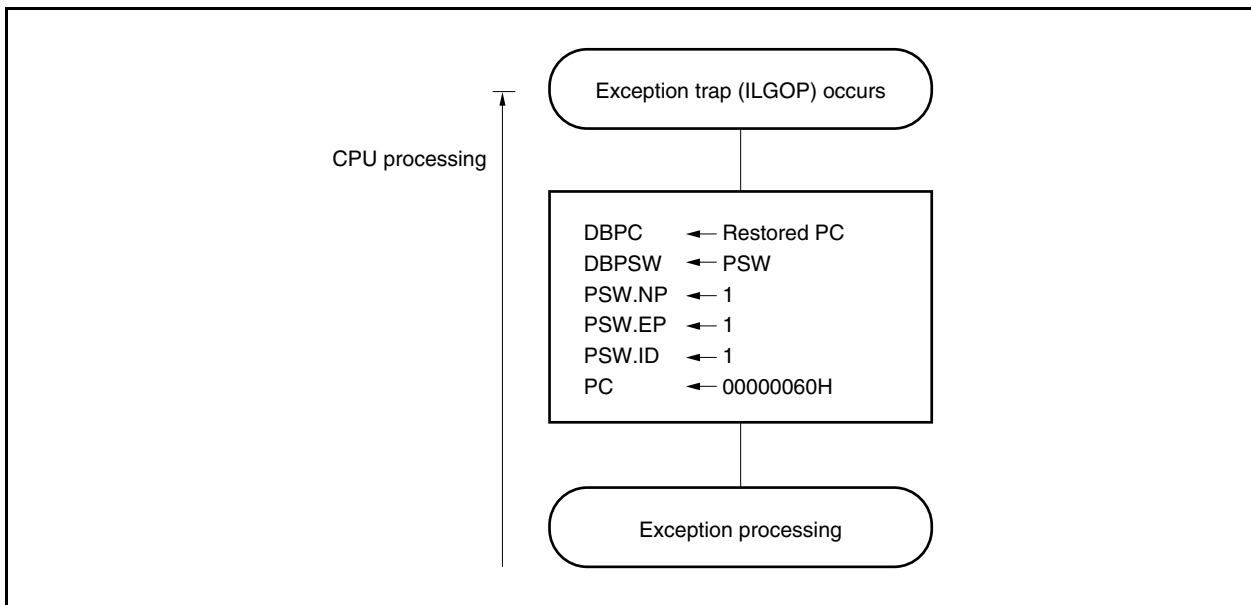 Exception trap (ILGOP) occurs
CPU processing
DBPC ← Restored PC
DBPSW ← PSW
PSW.NP ← 1
PSW.EP ← 1
PSW.ID ← 1
PC ← 00000060H
Exception processing